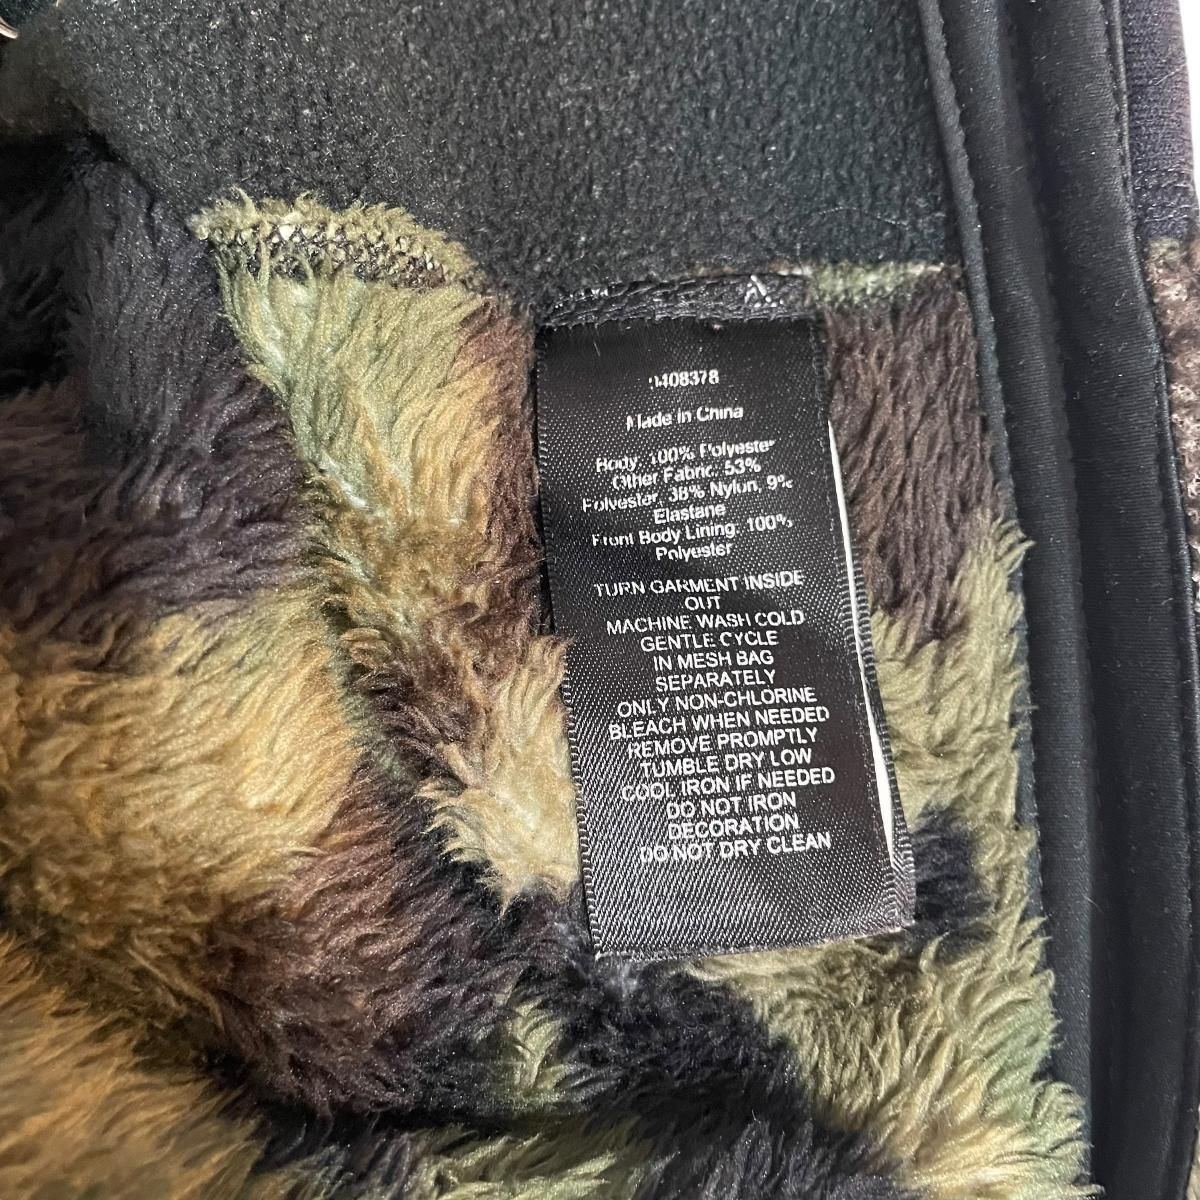 1408378
Made in China
Body: 100% Polyester
Other Fabric: 53%
Polyester, 38% Nylon, 9%
Elastane
Front Body Lining: 100%
Polyester
TURN GARMENT INSIDE
OUT
MACHINE WASH COLD
GENTLE CYCLE
IN MESH BAG
SEPARATELY
ONLY NON-CHLORINE
BLEACH WHEN NEEDED
REMOVE PROMPTLY
TUMBLE DRY LOW
COOL IRON IF NEEDED
DO NOT IRON
DECORATION
DO NOT DRY CLEAN